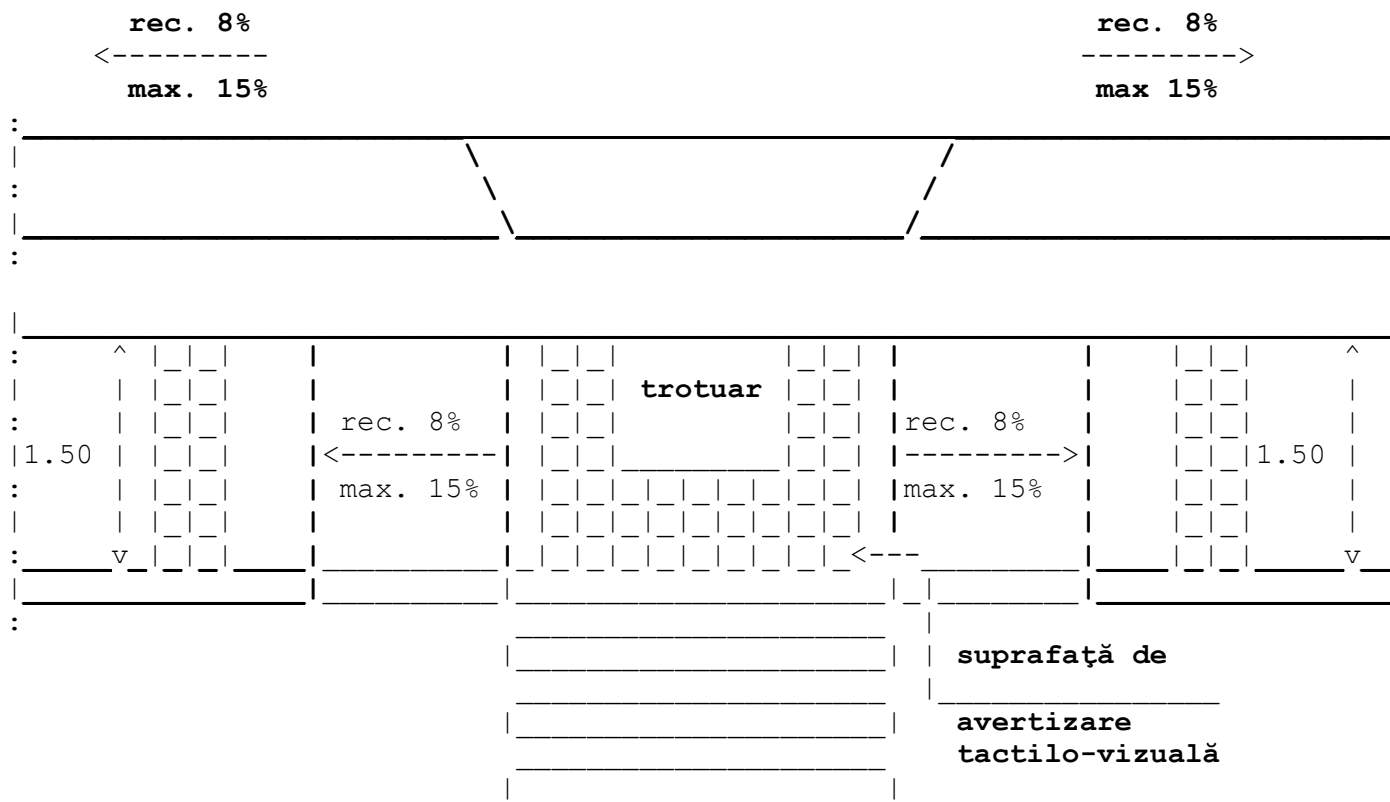 rec. 8% rec. 8%
max. 15% max 15%
trotuar
rec. 8% rec. 8%
1.50 1.50
max. 15% max. 15%
suprafaţă de
avertizare
tactilo-vizuală